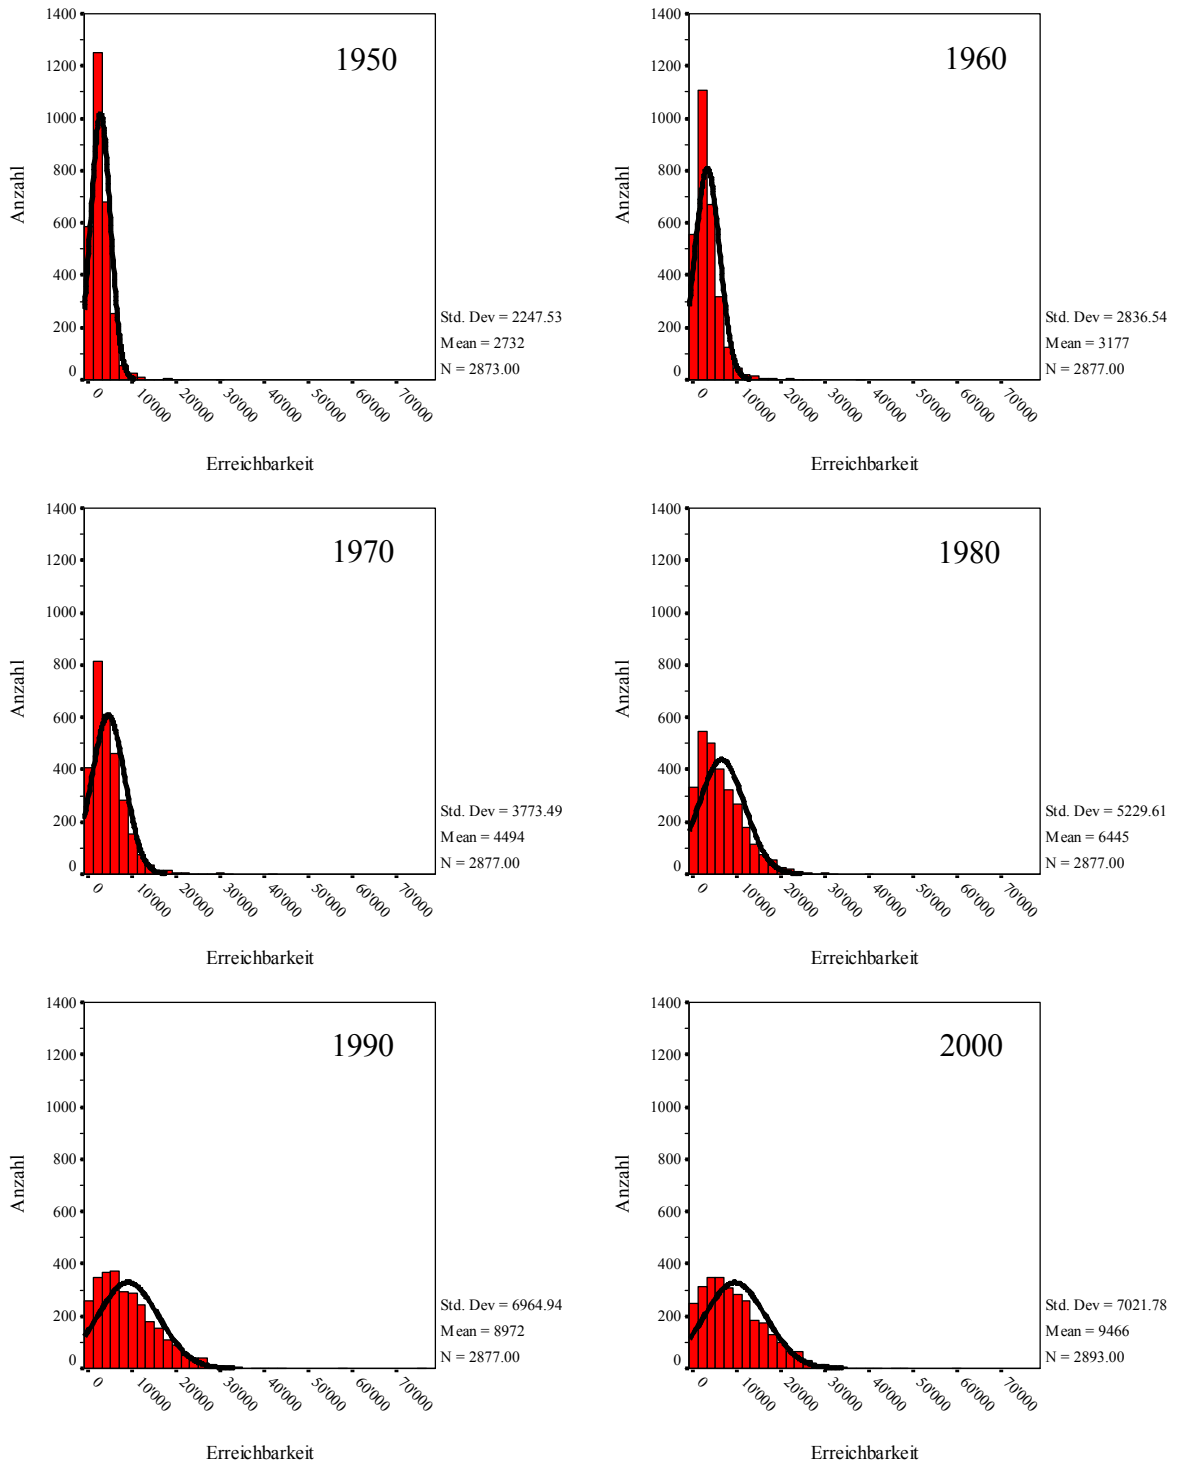 1400
1200
1000
800
600
400
200
0
Anzahl
1950
Std. Dev = 2247.53
Mean = 2732
N = 2873.00
0 10'000 20'000 30'000 40'000 50'000 60'000 70'000
Erreichbarkeit
1400
1200
1000
800
600
400
200
0
Anzahl
1960
Std. Dev = 2836.54
Mean = 3177
N = 2877.00
0 10'000 20'000 30'000 40'000 50'000 60'000 70'000
Erreichbarkeit
1400
1200
1000
800
600
400
200
0
Anzahl
1970
Std. Dev = 3773.49
Mean = 4494
N = 2877.00
0 10'000 20'000 30'000 40'000 50'000 60'000 70'000
Erreichbarkeit
1400
1200
1000
800
600
400
200
0
Anzahl
1980
Std. Dev = 5229.61
Mean = 6445
N = 2877.00
0 10'000 20'000 30'000 40'000 50'000 60'000 70'000
Erreichbarkeit
1400
1200
1000
800
600
400
200
0
Anzahl
1990
Std. Dev = 6964.94
Mean = 8972
N = 2877.00
0 10'000 20'000 30'000 40'000 50'000 60'000 70'000
Erreichbarkeit
1400
1200
1000
800
600
400
200
0
Anzahl
2000
Std. Dev = 7021.78
Mean = 9466
N = 2893.00
0 10'000 20'000 30'000 40'000 50'000 60'000 70'000
Erreichbarkeit